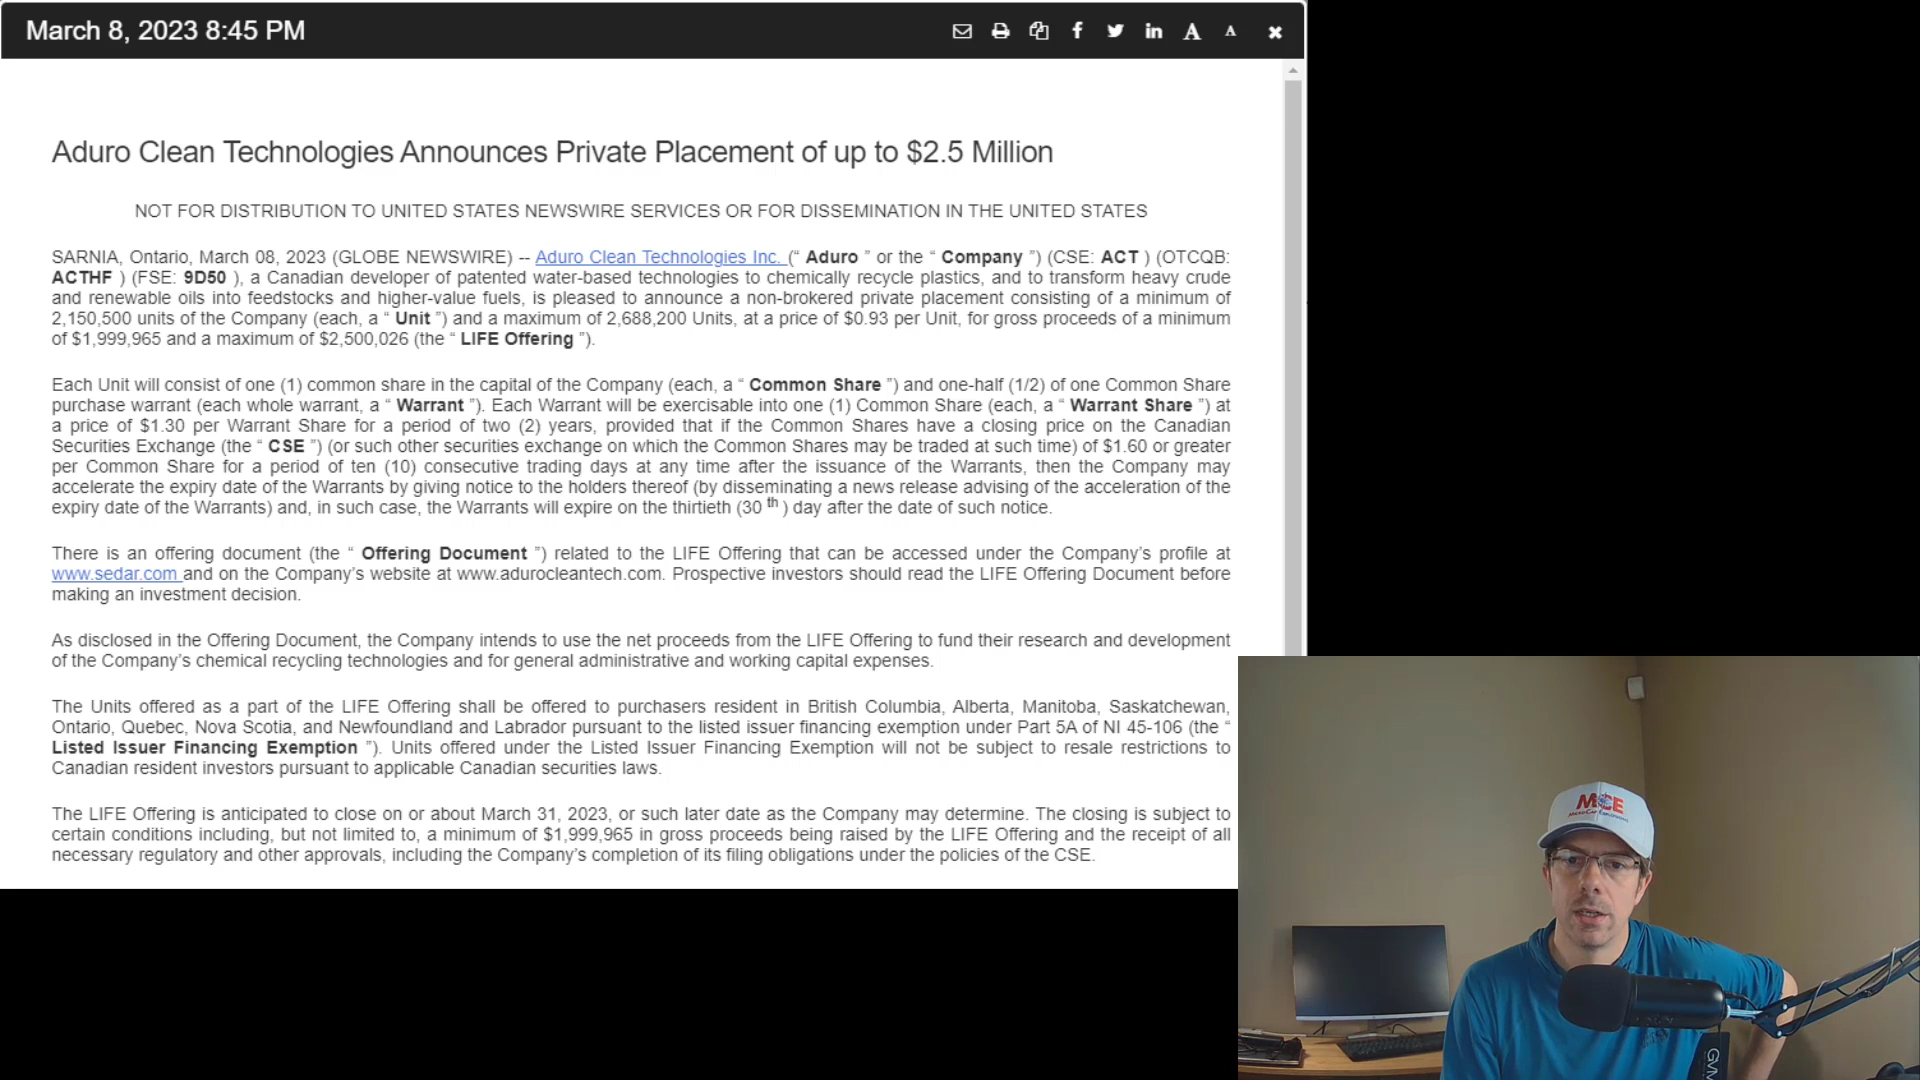 March 8, 2023 8:45 PM
Aduro Clean Technologies Announces Private Placement of up to $2.5 Million
NOT FOR DISTRIBUTION TO UNITED STATES NEWSWIRE SERVICES OR FOR DISSEMINATION IN THE UNITED STATES
SARNIA, Ontario, March 08, 2023 (GLOBE NEWSWIRE) -- Aduro Clean Technologies Inc. (“ Aduro ” or the “ Company ”) (CSE: ACT ) (OTCQB:
ACTHF ) (FSE: 9D50 ), a Canadian developer of patented water-based technologies to chemically recycle plastics, and to transform heavy crude
and renewable oils into feedstocks and higher-value fuels, is pleased to announce a non-brokered private placement consisting of a minimum of
2,150,500 units of the Company (each, a “ Unit ”) and a maximum of 2,688,200 Units, at a price of $0.93 per Unit, for gross proceeds of a minimum
of $1,999,965 and a maximum of $2,500,026 (the “ LIFE Offering ”).
Each Unit will consist of one (1) common share in the capital of the Company (each, a “ Common Share ”) and one-half (1/2) of one Common Share
purchase warrant (each whole warrant, a “ Warrant ”). Each Warrant will be exercisable into one (1) Common Share (each, a “ Warrant Share ”) at
a price of $1.30 per Warrant Share for a period of two (2) years, provided that if the Common Shares have a closing price on the Canadian
Securities Exchange (the “ CSE ”) (or such other securities exchange on which the Common Shares may be traded at such time) of $1.60 or greater
per Common Share for a period of ten (10) consecutive trading days at any time after the issuance of the Warrants, then the Company may
accelerate the expiry date of the Warrants by giving notice to the holders thereof (by disseminating a news release advising of the acceleration of the
expiry date of the Warrants) and, in such case, the Warrants will expire on the thirtieth (30 th ) day after the date of such notice.
There is an offering document (the “ Offering Document ”) related to the LIFE Offering that can be accessed under the Company’s profile at
www.sedar.com and on the Company’s website at www.adurocleantech.com. Prospective investors should read the LIFE Offering Document before
making an investment decision.
As disclosed in the Offering Document, the Company intends to use the net proceeds from the LIFE Offering to fund their research and development
of the Company’s chemical recycling technologies and for general administrative and working capital expenses.
The Units offered as a part of the LIFE Offering shall be offered to purchasers resident in British Columbia, Alberta, Manitoba, Saskatchewan,
Ontario, Quebec, Nova Scotia, and Newfoundland and Labrador pursuant to the listed issuer financing exemption under Part 5A of NI 45-106 (the “
Listed Issuer Financing Exemption ”). Units offered under the Listed Issuer Financing Exemption will not be subject to resale restrictions to
Canadian resident investors pursuant to applicable Canadian securities laws.
The LIFE Offering is anticipated to close on or about March 31, 2023, or such later date as the Company may determine. The closing is subject to
certain conditions including, but not limited to, a minimum of $1,999,965 in gross proceeds being raised by the LIFE Offering and the receipt of all
necessary regulatory and other approvals, including the Company’s completion of its filing obligations under the policies of the CSE.
MCE